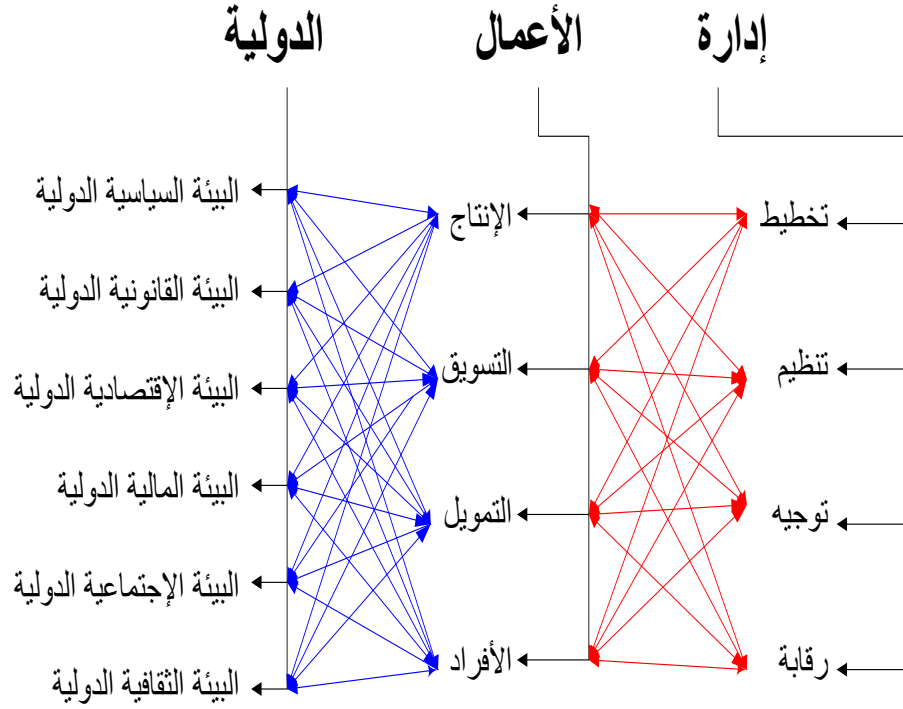 إدارة الأعمال الدولية
تخطيط
تنظيم
توجيه
رقابة
الإنتاج
التسويق
التمويل
الأفراد
البيئة السياسية الدولية
البيئة القانونية الدولية
البيئة الإقتصادية الدولية
البيئة المالية الدولية
البيئة الإجتماعية الدولية
البيئة الثقافية الدولية